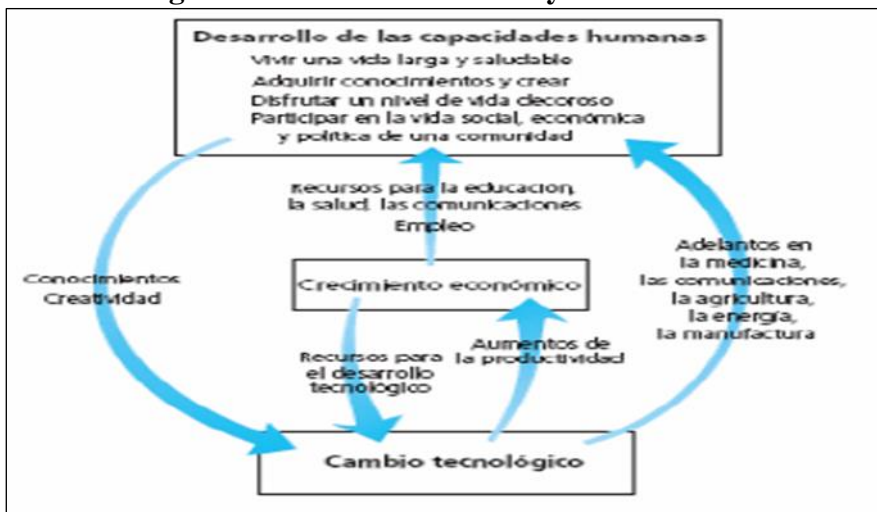 Desarrollo de las capacidades humanas
Vivir una vida larga y saludable
Adquirir conocimientos y crear
Disfrutar un nivel de vida decoroso
Participar en la vida social, económica
y política de una comunidad
Recursos para la educación,
la salud, las comunicaciones
Empleo
Conocimientos
Creatividad
Crecimiento económico
Adelantos en
la medicina,
las comunicaciones,
la agricultura,
la energía,
la manufactura
Recursos para
el desarrollo
tecnológico
Aumentos de
la productividad
Cambio tecnológico